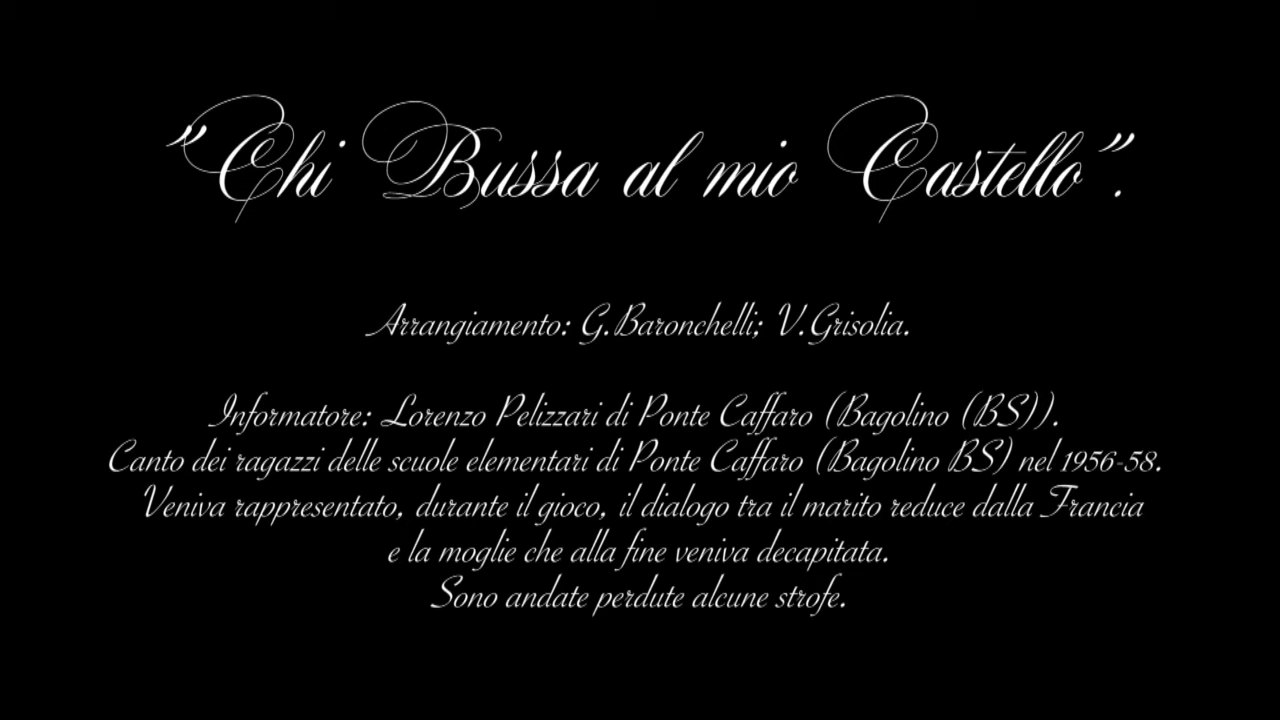 "Chi Bussa al mio Castello".
Arrangiamento: G.Baronchelli; V.Grisolia.
Informatore: Lorenzo Pelizzari di Ponte Caffaro (Bagolino (BS)).
Canto dei ragazzi delle scuole elementari di Ponte Caffaro (Bagolino BS) nel 1956-58.
Veniva rappresentato, durante il gioco, il dialogo tra il marito reduce dalla Francia
e la moglie che alla fine veniva decapitata.
Sono andate perdute alcune strofe.